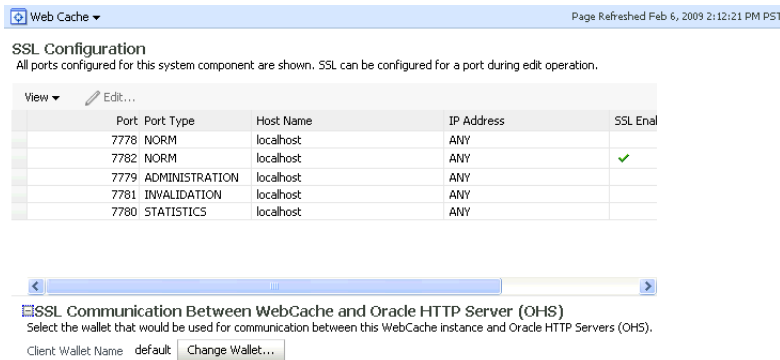 Web Cache Page Refreshed Feb 6, 2009 2:12:21 PM PST
SSL Configuration
All ports configured for this system component are shown. SSL can be configured for a port during edit operation.
View Edit...
Port Port Type Host Name IP Address SSL Enal
7778 NORM localhost ANY
7782 NORM localhost ANY
7779 ADMINISTRATION localhost ANY
7781 INVALIDATION localhost ANY
7780 STATISTICS localhost ANY
SSL Communication Between WebCache and Oracle HTTP Server (OHS)
Select the wallet that would be used for communication between this WebCache instance and Oracle HTTP Servers (OHS).
Client Wallet Name default Change Wallet...